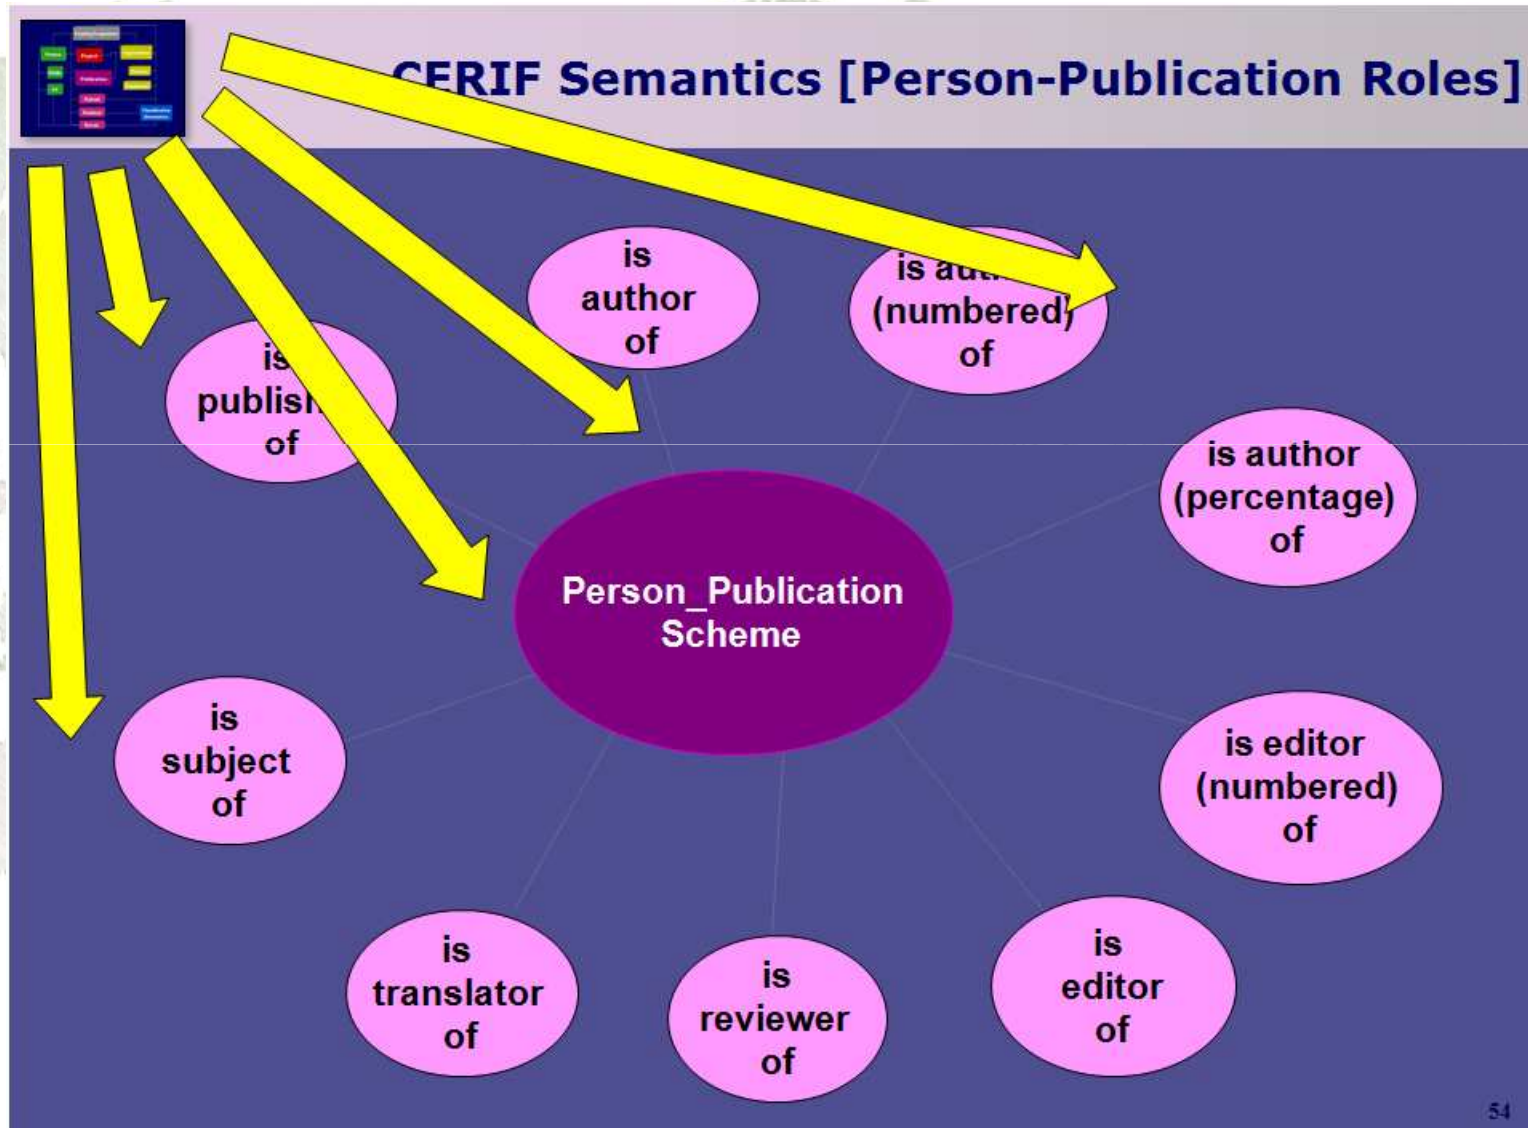 CERIF Semantics [Person-Publication Roles]
is
author
of
is
(numbered)
of
is
of
is author
(percentage)
of
Person_Publication
Scheme
is
subject
of
is editor
(numbered)
of
is
translator
of
is
reviewer
of
is
editor
of
54